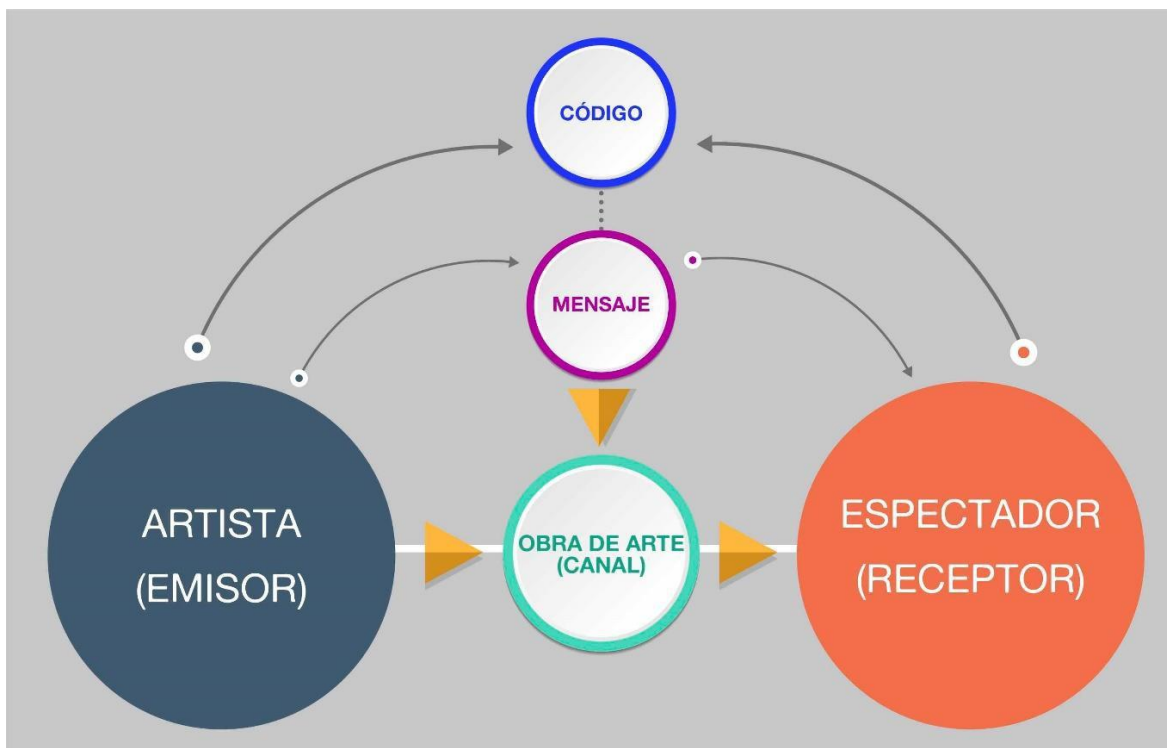 CÓDIGO
MENSAJE
ARTISTA
(EMISOR)
OBRA DE ARTE
(CANAL)
ESPECTADOR
(RECEPTOR)